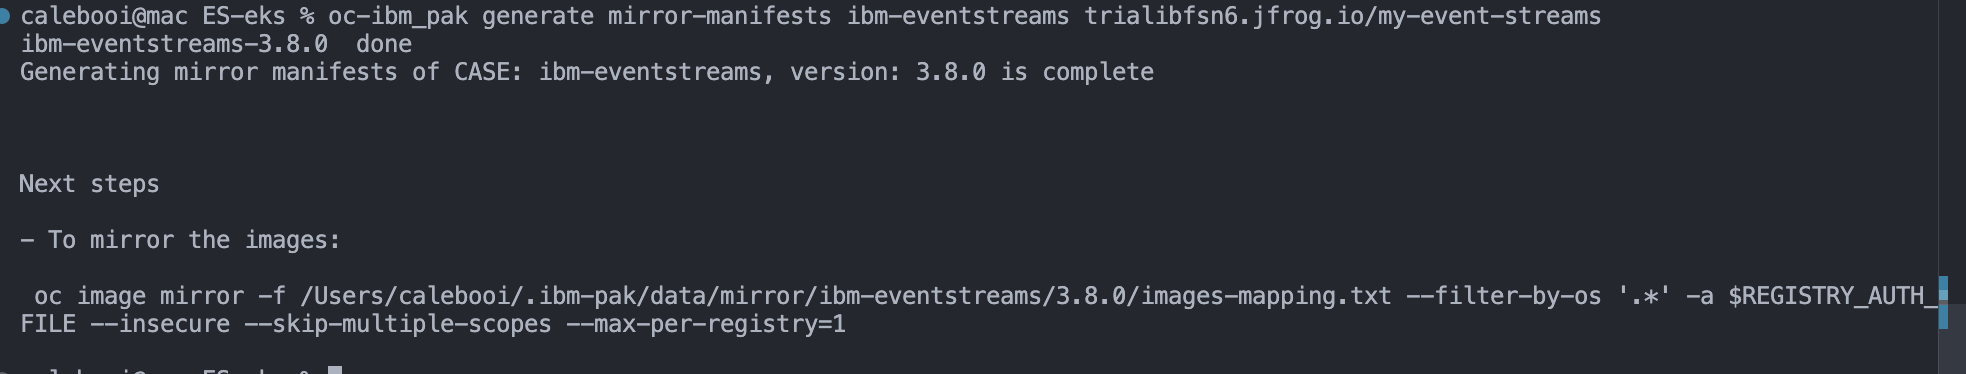 calebooi@mac ES-eks % oc-ibm_pak generate mirror-manifests ibm-eventstreams trialibfsn6.jfrog.io/my-event-streams
ibm-eventstreams-3.8.0  done
Generating mirror manifests of CASE: ibm-eventstreams, version: 3.8.0 is complete
Next steps
- To mirror the images:
oc image mirror -f /Users/calebooi/.ibm-pak/data/mirror/ibm-eventstreams/3.8.0/images-mapping.txt --filter-by-os '.*' -a $REGISTRY_AUTH_
FILE --insecure --skip-multiple-scopes --max-per-registry=1